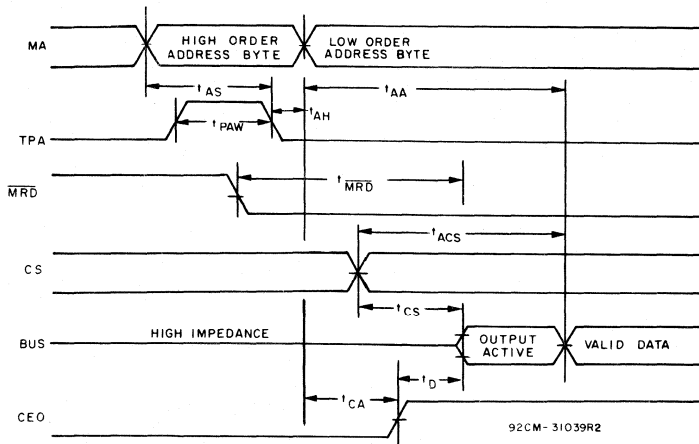 MA
HIGH ORDER
ADDRESS BYTE
LOW ORDER
ADDRESS BYTE
tAS
tAH
tAA
tPAW
TPA
MRD
tMRD
tACS
CS
tCS
BUS
HIGH IMPEDANCE
OUTPUT
ACTIVE
VALID DATA
tD
tCA
CEO
92CM-31039R2